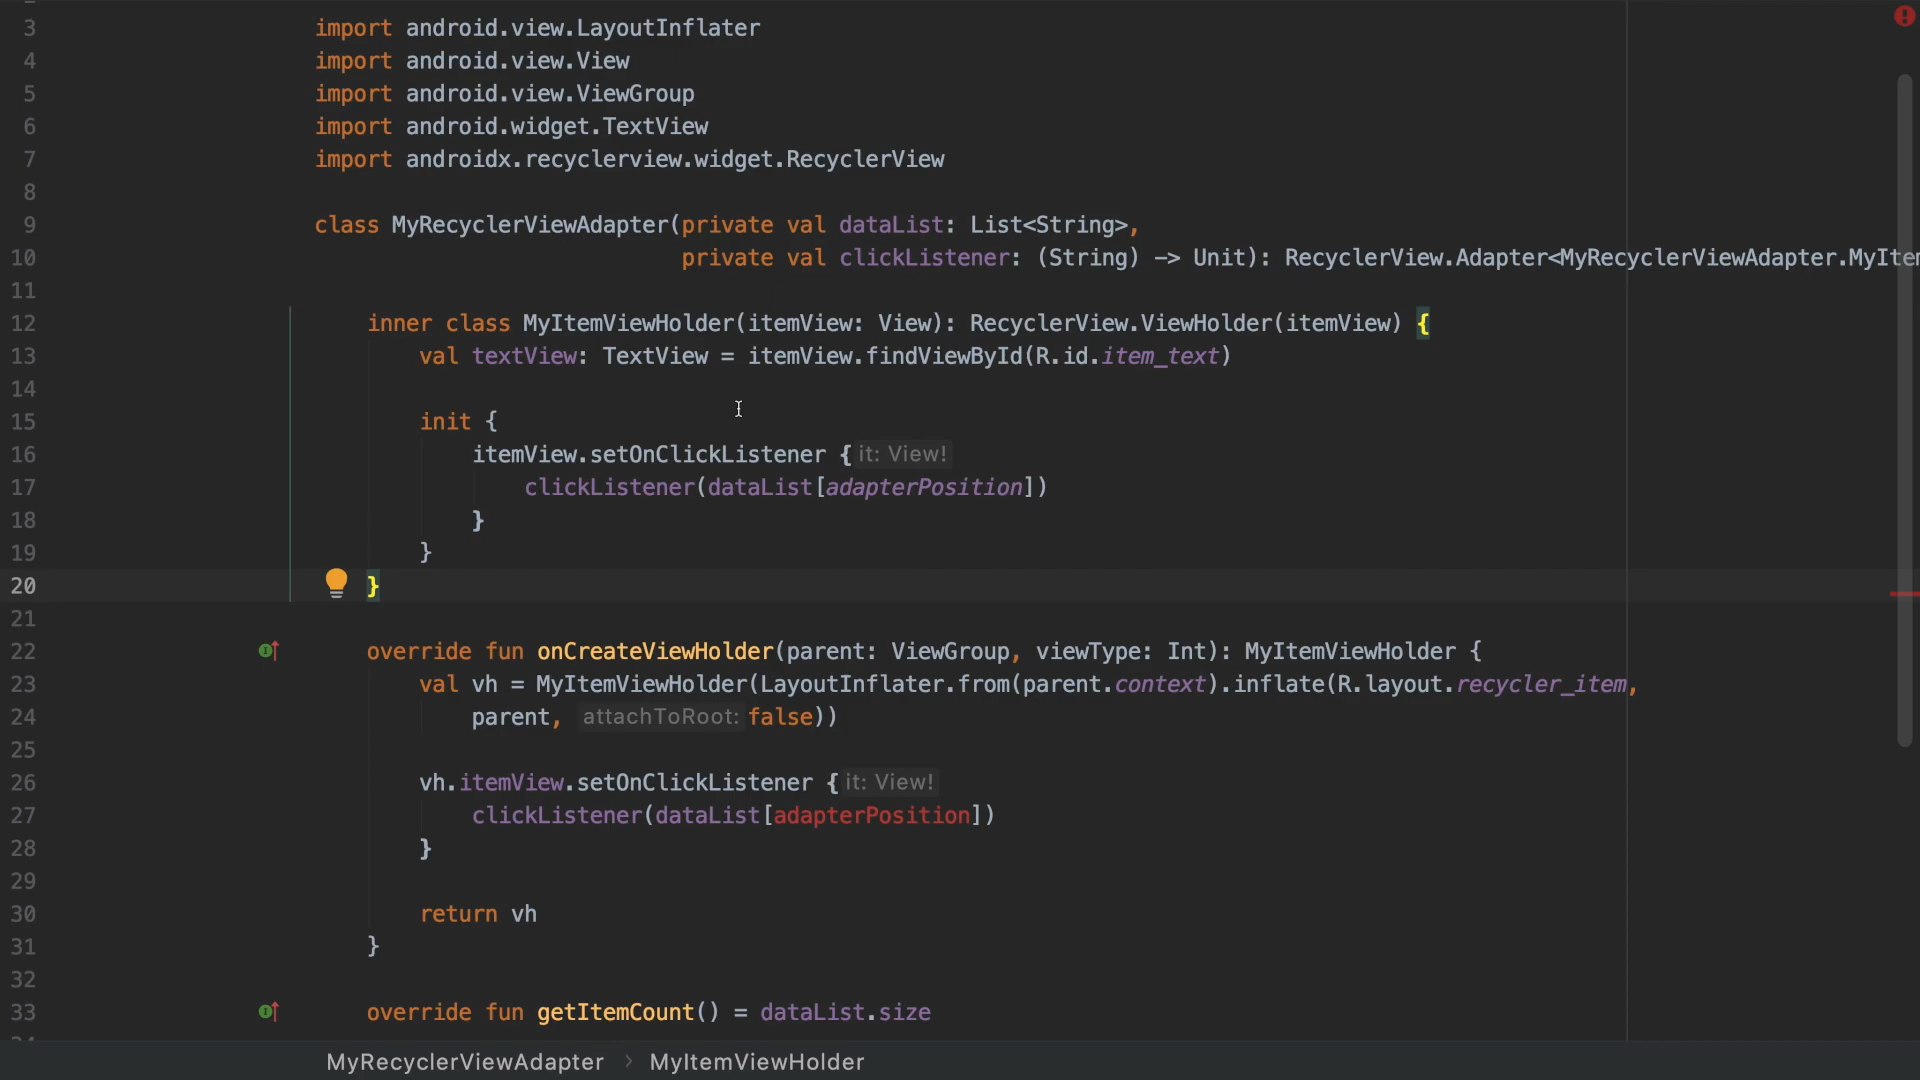 3 import android.view.LayoutInflater
4 import android.view.View
5 import android.view.ViewGroup
6 import android.widget.TextView
7 import androidx.recyclerview.widget.RecyclerView
8
9 class MyRecyclerViewAdapter(private val dataList: List<String>,
10 private val clickListener: (String) -> Unit): RecyclerView.Adapter<MyRecyclerViewAdapter.MyIte
11
12 inner class MyItemViewHolder(itemView: View): RecyclerView.ViewHolder(itemView) {
13 val textView: TextView = itemView.findViewById(R.id.item_text)
14
15 init {
16 itemView.setOnClickListener { it: View!
17 clickListener(dataList[adapterPosition])
18 }
19 }
20 }
21
22 override fun onCreateViewHolder(parent: ViewGroup, viewType: Int): MyItemViewHolder {
23 val vh = MyItemViewHolder(LayoutInflater.from(parent.context).inflate(R.layout.recycler_item,
24 parent, attachToRoot: false))
25
26 vh.itemView.setOnClickListener { it: View!
27 clickListener(dataList[adapterPosition])
28 }
29
30 return vh
31 }
32
33 override fun getItemCount() = dataList.size
MyRecyclerViewAdapter > MyItemViewHolder